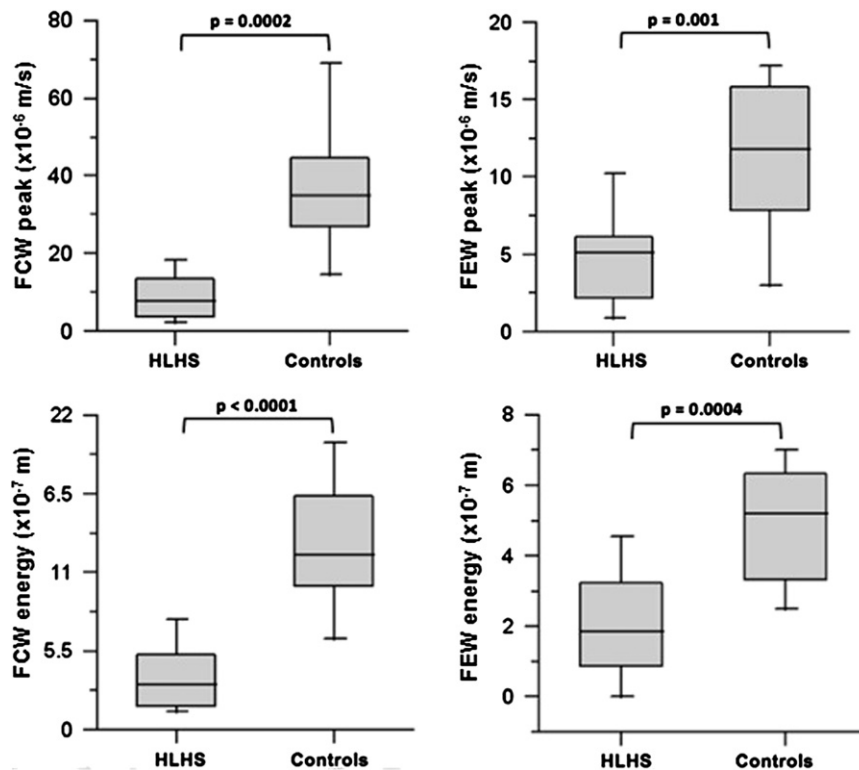 FCW peak (x10⁻⁶ m/s)
80
60
40
20
0
p = 0.0002
HLHS Controls
FEW peak (x10⁻⁶ m/s)
20
15
10
5
0
p = 0.001
HLHS Controls
FCW energy (x10⁻⁷ m)
22
6.5
11
5.5
0
p < 0.0001
HLHS Controls
FEW energy (x10⁻⁷ m)
8
6
4
2
0
p = 0.0004
HLHS Controls